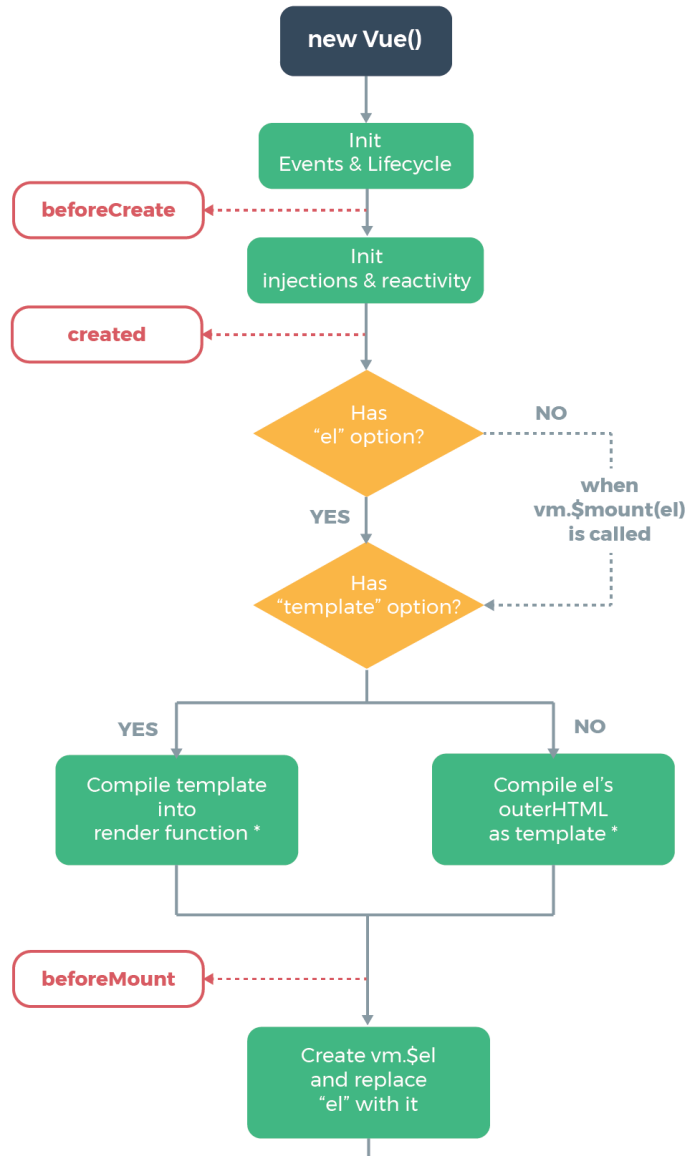 new Vue()
Init
Events & Lifecycle
beforeCreate
Init
injections & reactivity
created
Has
“el” option?
NO
when
vm.$mount(el)
is called
YES
Has
“template” option?
YES
NO
Compile template
into
render function *
Compile el’s
outerHTML
as template *
beforeMount
Create vm.$el
and replace
“el” with it